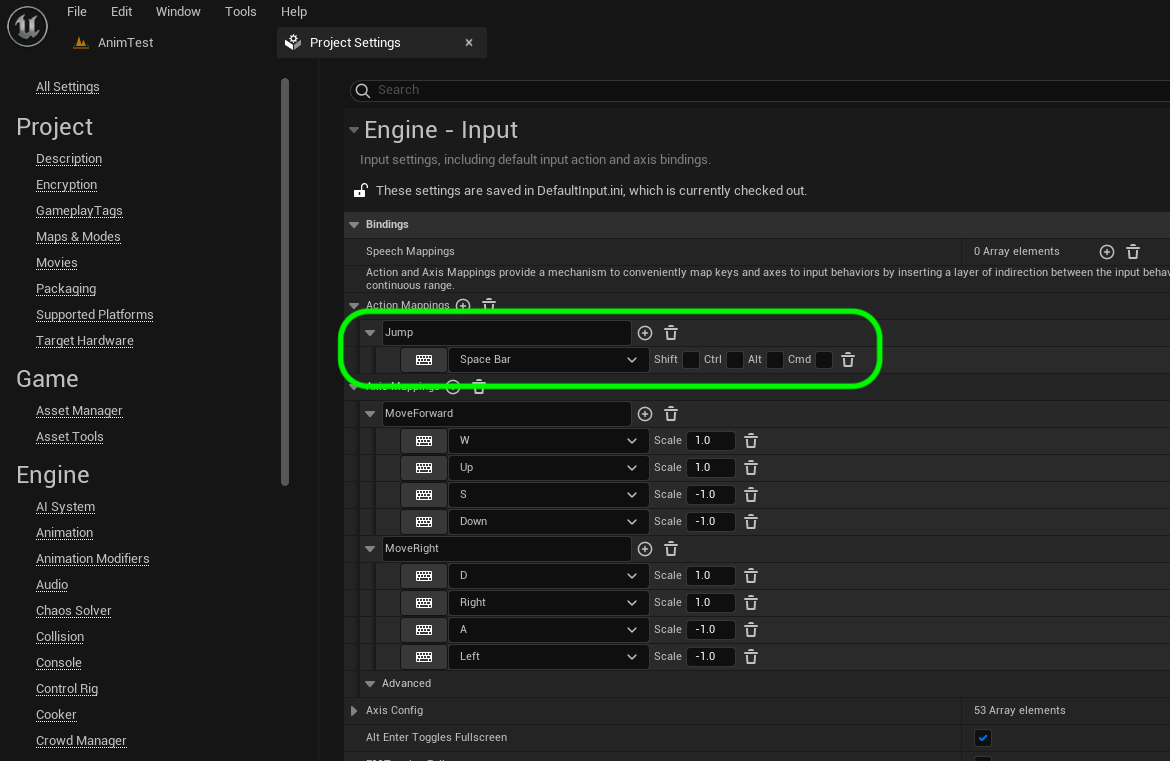 File Edit Window Tools Help
AnimTest
Project Settings ×
All Settings
Project
Description
Encryption
GameplayTags
Maps & Modes
Movies
Packaging
Supported Platforms
Target Hardware
Game
Asset Manager
Asset Tools
Engine
AI System
Animation
Animation Modifiers
Audio
Chaos Solver
Collision
Console
Control Rig
Cooker
Crowd Manager
Search
Engine - Input
Input settings, including default input action and axis bindings.
These settings are saved in DefaultInput.ini, which is currently checked out.
Bindings
Speech Mappings 0 Array elements
Action and Axis Mappings provide a mechanism to conveniently map keys and axes to input behaviors by inserting a layer of indirection between the input behav
continuous range.
Action Mappings
Jump
Space Bar Shift Ctrl Alt Cmd
Axis Mappings
MoveForward
W Scale 1.0
Up Scale 1.0
S Scale -1.0
Down Scale -1.0
MoveRight
D Scale 1.0
Right Scale 1.0
A Scale -1.0
Left Scale -1.0
Advanced
Axis Config 53 Array elements
Alt Enter Toggles Fullscreen